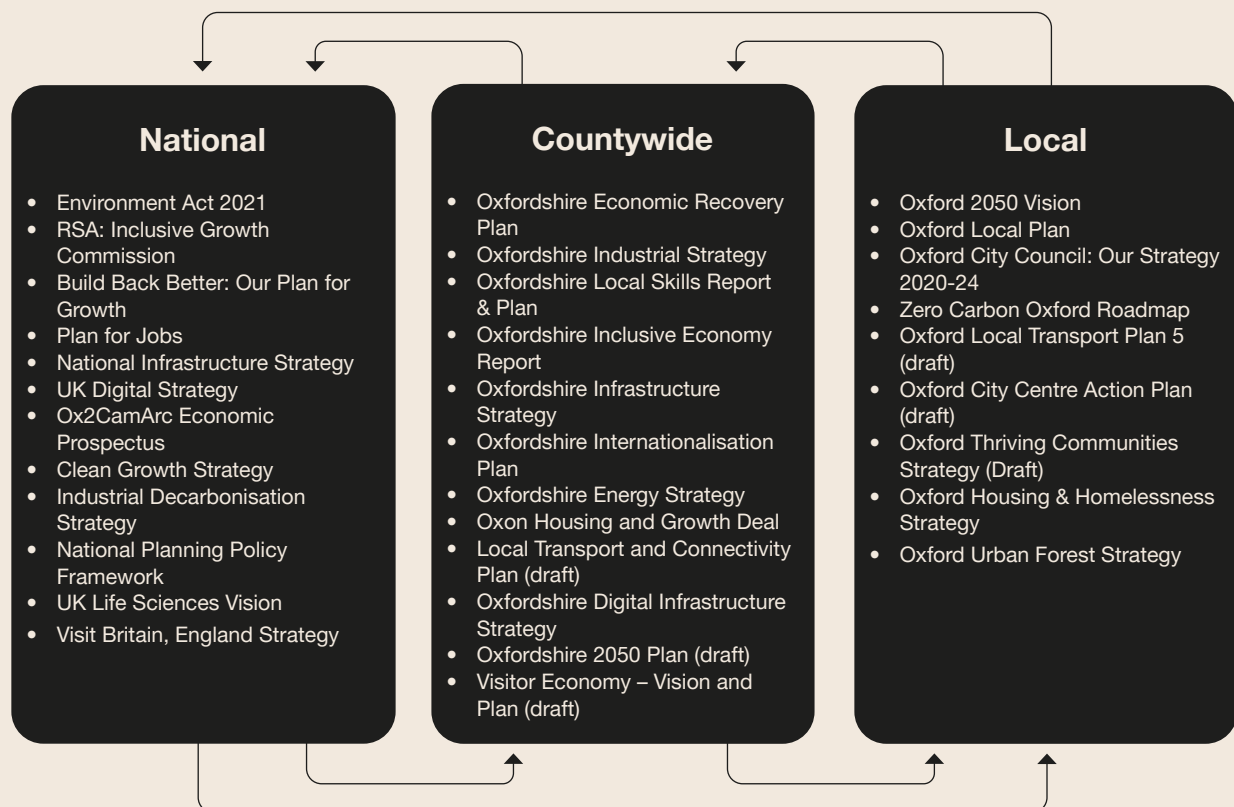 National
• Environment Act 2021
• RSA: Inclusive Growth
Commission
• Build Back Better: Our Plan for
Growth
• Plan for Jobs
• National Infrastructure Strategy
• UK Digital Strategy
• Ox2CamArc Economic
Prospectus
• Clean Growth Strategy
• Industrial Decarbonisation
Strategy
• National Planning Policy
Framework
• UK Life Sciences Vision
• Visit Britain, England Strategy
Countywide
• Oxfordshire Economic Recovery
Plan
• Oxfordshire Industrial Strategy
• Oxfordshire Local Skills Report
& Plan
• Oxfordshire Inclusive Economy
Report
• Oxfordshire Infrastructure
Strategy
• Oxfordshire Internationalisation
Plan
• Oxfordshire Energy Strategy
• Oxon Housing and Growth Deal
• Local Transport and Connectivity
Plan (draft)
• Oxfordshire Digital Infrastructure
Strategy
• Oxfordshire 2050 Plan (draft)
• Visitor Economy – Vision and
Plan (draft)
Local
• Oxford 2050 Vision
• Oxford Local Plan
• Oxford City Council: Our Strategy
2020-24
• Zero Carbon Oxford Roadmap
• Oxford Local Transport Plan 5
(draft)
• Oxford City Centre Action Plan
(draft)
• Oxford Thriving Communities
Strategy (Draft)
• Oxford Housing & Homelessness
Strategy
• Oxford Urban Forest Strategy